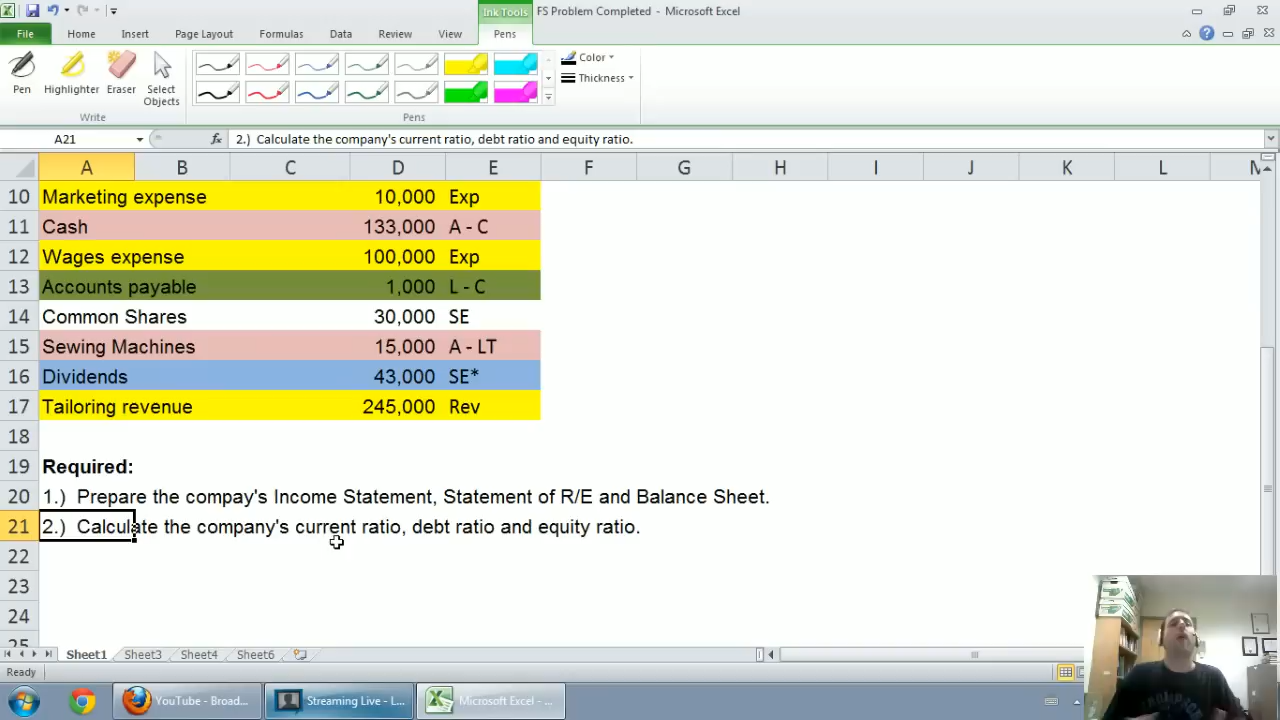 Ink Tools
FS Problem Completed - Microsoft Excel
File Home Insert Page Layout Formulas Data Review View Pens
Pen Highlighter Eraser Select Objects
Color
Thickness
Write Pens
A21 fx 2.) Calculate the company's current ratio, debt ratio and equity ratio.
A B C D E F G H I J K L M
10 Marketing expense 10,000 Exp
11 Cash 133,000 A - C
12 Wages expense 100,000 Exp
13 Accounts payable 1,000 L - C
14 Common Shares 30,000 SE
15 Sewing Machines 15,000 A - LT
16 Dividends 43,000 SE*
17 Tailoring revenue 245,000 Rev
18
19 Required:
20 1.) Prepare the compay's Income Statement, Statement of R/E and Balance Sheet.
21 2.) Calculate the company's current ratio, debt ratio and equity ratio.
22
23
24
25
Sheet1 Sheet3 Sheet4 Sheet6
Ready
YouTube - Broad... Streaming Live - L... Microsoft Excel - ...